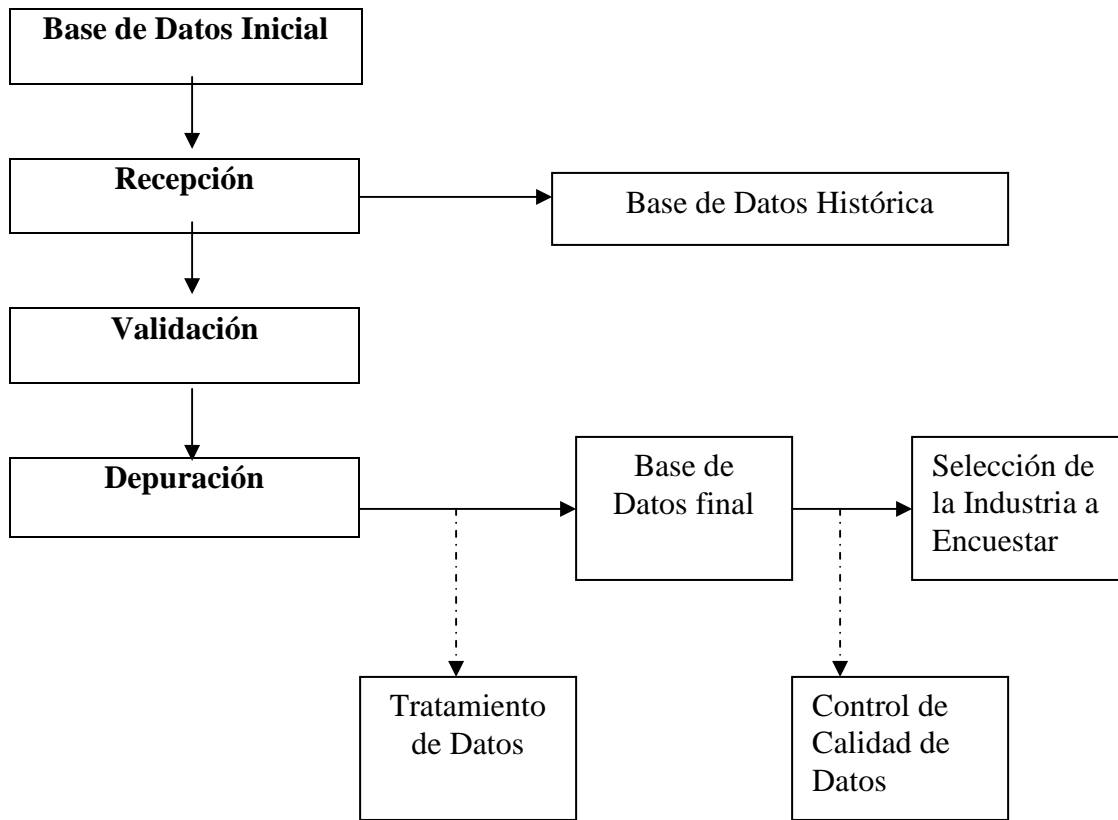 Base de Datos Inicial
Recepción
Base de Datos Histórica
Validación
Depuración
Base de
Datos final
Selección de
la Industria a
Encuestar
Tratamiento
de Datos
Control de
Calidad de
Datos